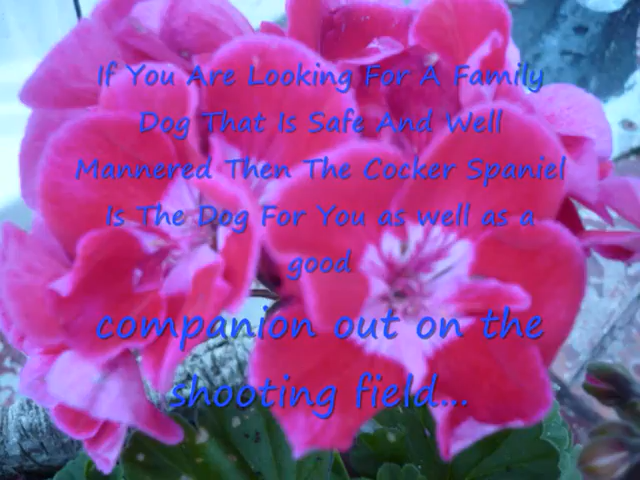 If You Are Looking For A Family
Dog That Is Safe And Well
Mannered Then The Cocker Spaniel
Is The Dog For You as well as a
good
companion out on the
shooting field...